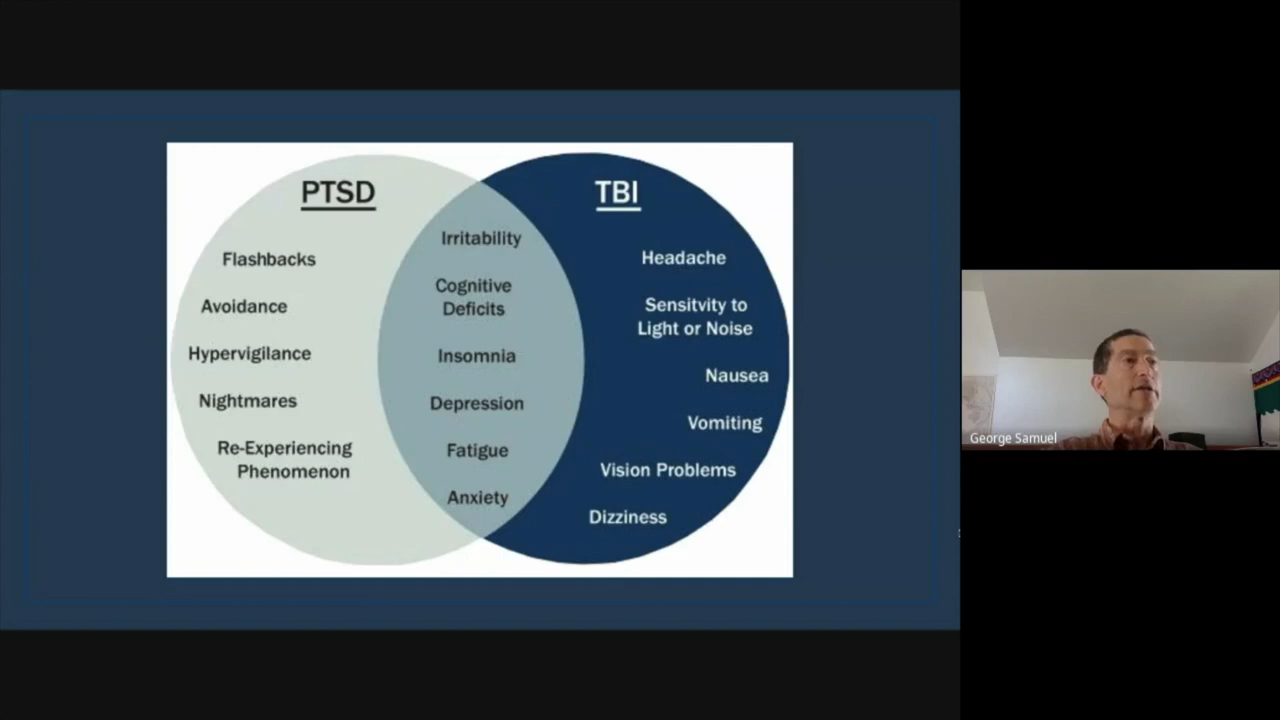 PTSD
Flashbacks
Avoidance
Hypervigilance
Nightmares
Re-Experiencing
Phenomenon
Irritability
Cognitive
Deficits
Insomnia
Depression
Fatigue
Anxiety
TBI
Headache
Sensitvity to
Light or Noise
Nausea
Vomiting
Vision Problems
Dizziness
George Samuel